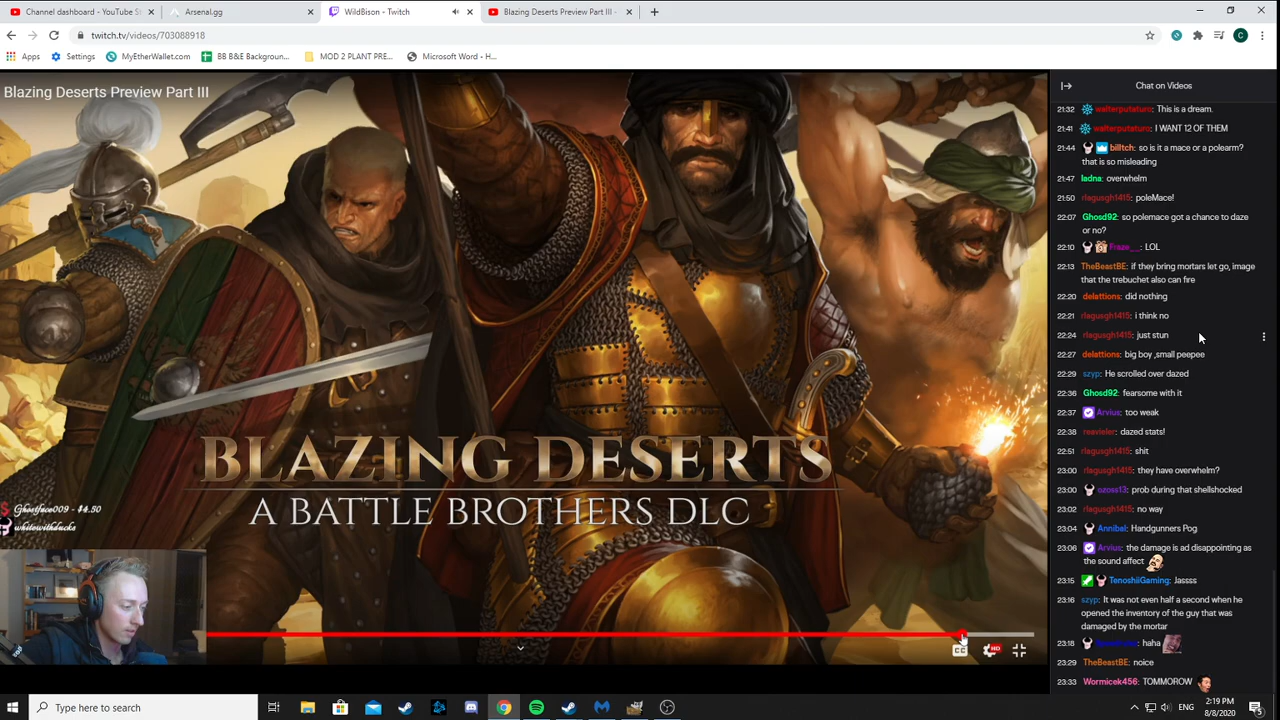 Channel dashboard - YouTube St
Arsenal.gg
WildBison - Twitch
Blazing Deserts Preview Part III -
twitch.tv/videos/703088918
Apps
Settings
MyEtherWallet.com
BB B&E Backgroun...
MOD 2 PLANT PRE...
Microsoft Word - H...
Blazing Deserts Preview Part III
BLAZING DESERTS
A BATTLE BROTHERS DLC
Ghostface009 - $4.50
whitewithducks
CC
HD
Chat on Videos
21:32 walterputaturo: This is a dream.
21:41 walterputaturo: I WANT 12 OF THEM
21:44 billtch: so is it a mace or a polearm?
that is so misleading
21:47 ladna: overwhelm
21:50 rlagusgh1415: poleMace!
22:07 Ghosd92: so polemace got a chance to daze
or no?
22:10 Fraze__: LOL
22:13 TheBeastBE: if they bring mortars let go, image
that the trebuchet also can fire
22:20 delattions: did nothing
22:21 rlagusgh1415: i think no
22:24 rlagusgh1415: just stun
22:27 delattions: big boy ,small peepee
22:29 szyp: He scrolled over dazed
22:36 Ghosd92: fearsome with it
22:37 Arvius: too weak
22:38 reevieler: dazed stats!
22:51 rlagusgh1415: shit
23:00 rlagusgh1415: they have overwhelm?
23:00 ozoss13: prob during that shellshocked
23:02 rlagusgh1415: no way
23:04 Annibal: Handgunners Pog
23:06 Arvius: the damage is ad disappointing as
the sound affect
23:15 TenoshiiGaming: Jassss
23:16 szyp: It was not even half a second when he
opened the inventory of the guy that was
damaged by the mortar
23:18 : haha
23:29 TheBeastBE: noice
23:33 Wormicek456: TOMMOROW
Type here to search
ENG
2:19 PM
8/8/2020